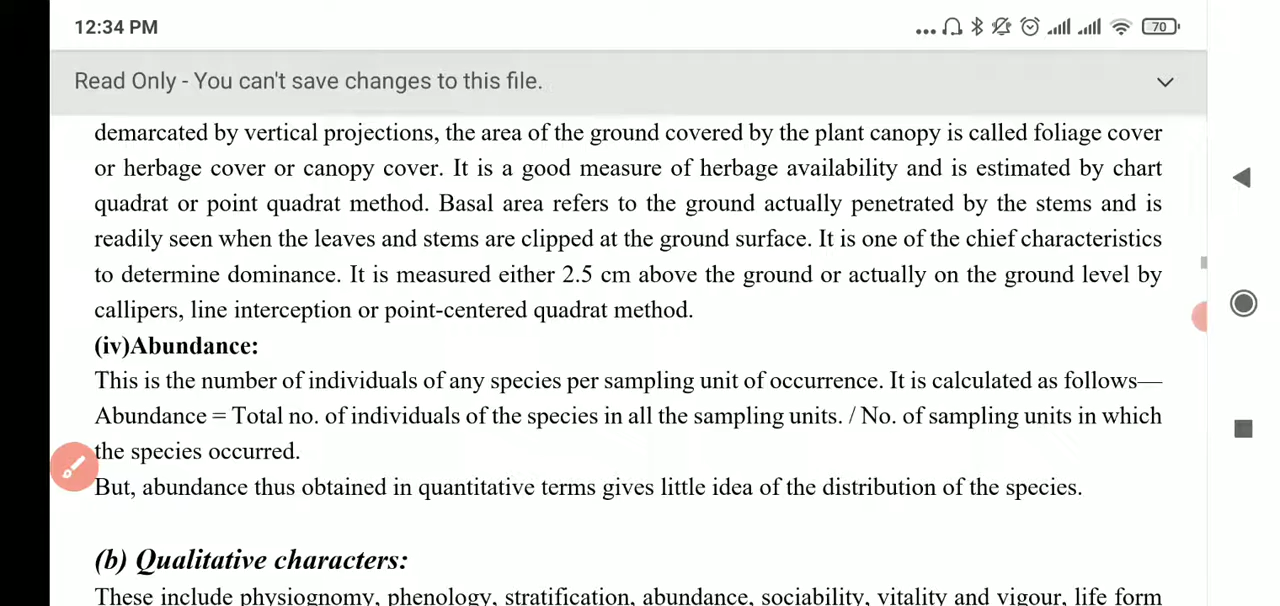 12:34 PM
70
Read Only - You can't save changes to this file.
demarcated by vertical projections, the area of the ground covered by the plant canopy is called foliage cover
or herbage cover or canopy cover. It is a good measure of herbage availability and is estimated by chart
quadrat or point quadrat method. Basal area refers to the ground actually penetrated by the stems and is
readily seen when the leaves and stems are clipped at the ground surface. It is one of the chief characteristics
to determine dominance. It is measured either 2.5 cm above the ground or actually on the ground level by
callipers, line interception or point-centered quadrat method.
(iv)Abundance:
This is the number of individuals of any species per sampling unit of occurrence. It is calculated as follows—
Abundance = Total no. of individuals of the species in all the sampling units. / No. of sampling units in which
the species occurred.
But, abundance thus obtained in quantitative terms gives little idea of the distribution of the species.
(b) Qualitative characters:
These include physiognomy, phenology, stratification, abundance, sociability, vitality and vigour, life form